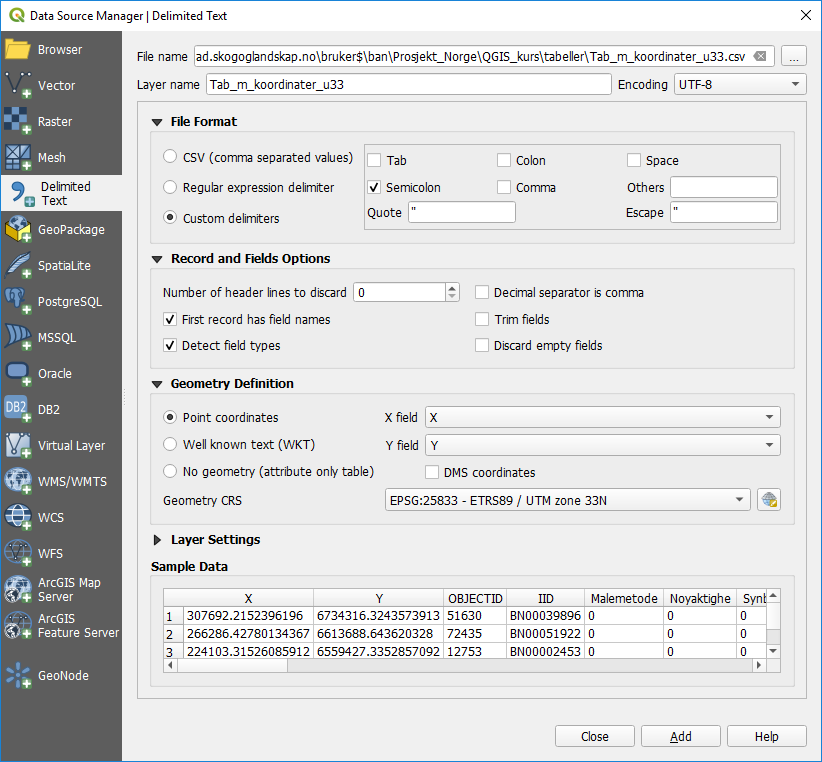 Data Source Manager | Delimited Text
Browser
Vector
Raster
Mesh
Delimited
Text
GeoPackage
SpatiaLite
PostgreSQL
MSSQL
Oracle
DB2
DB2
Virtual Layer
WMS/WMTS
WCS
WFS
ArcGIS Map
Server
ArcGIS
Feature Server
GeoNode
File name ad.skogoglandskap.no\bruker$\ban\Prosjekt_Norge\QGIS_kurs\tabeller\Tab_m_koordinater_u33.csv ...
Layer name Tab_m_koordinater_u33 Encoding UTF-8
File Format
CSV (comma separated values) Tab Colon Space
Regular expression delimiter Semicolon Comma Others
Custom delimiters Quote " Escape "
Record and Fields Options
Number of header lines to discard 0 Decimal separator is comma
First record has field names Trim fields
Detect field types Discard empty fields
Geometry Definition
Point coordinates X field X
Well known text (WKT) Y field Y
No geometry (attribute only table) DMS coordinates
Geometry CRS EPSG:25833 - ETRS89 / UTM zone 33N
Layer Settings
Sample Data
X Y OBJECTID IID Malemetode Noyaktighe
1 307692.2152396196 6734316.3243573913 51630 BN00039896 0 0 0
2 266286.42780134367 6613688.643620328 72435 BN00051922 0 0 0
3 224103.31526085912 6559427.3352857092 12753 BN00002453 0 0 0
Close Add Help